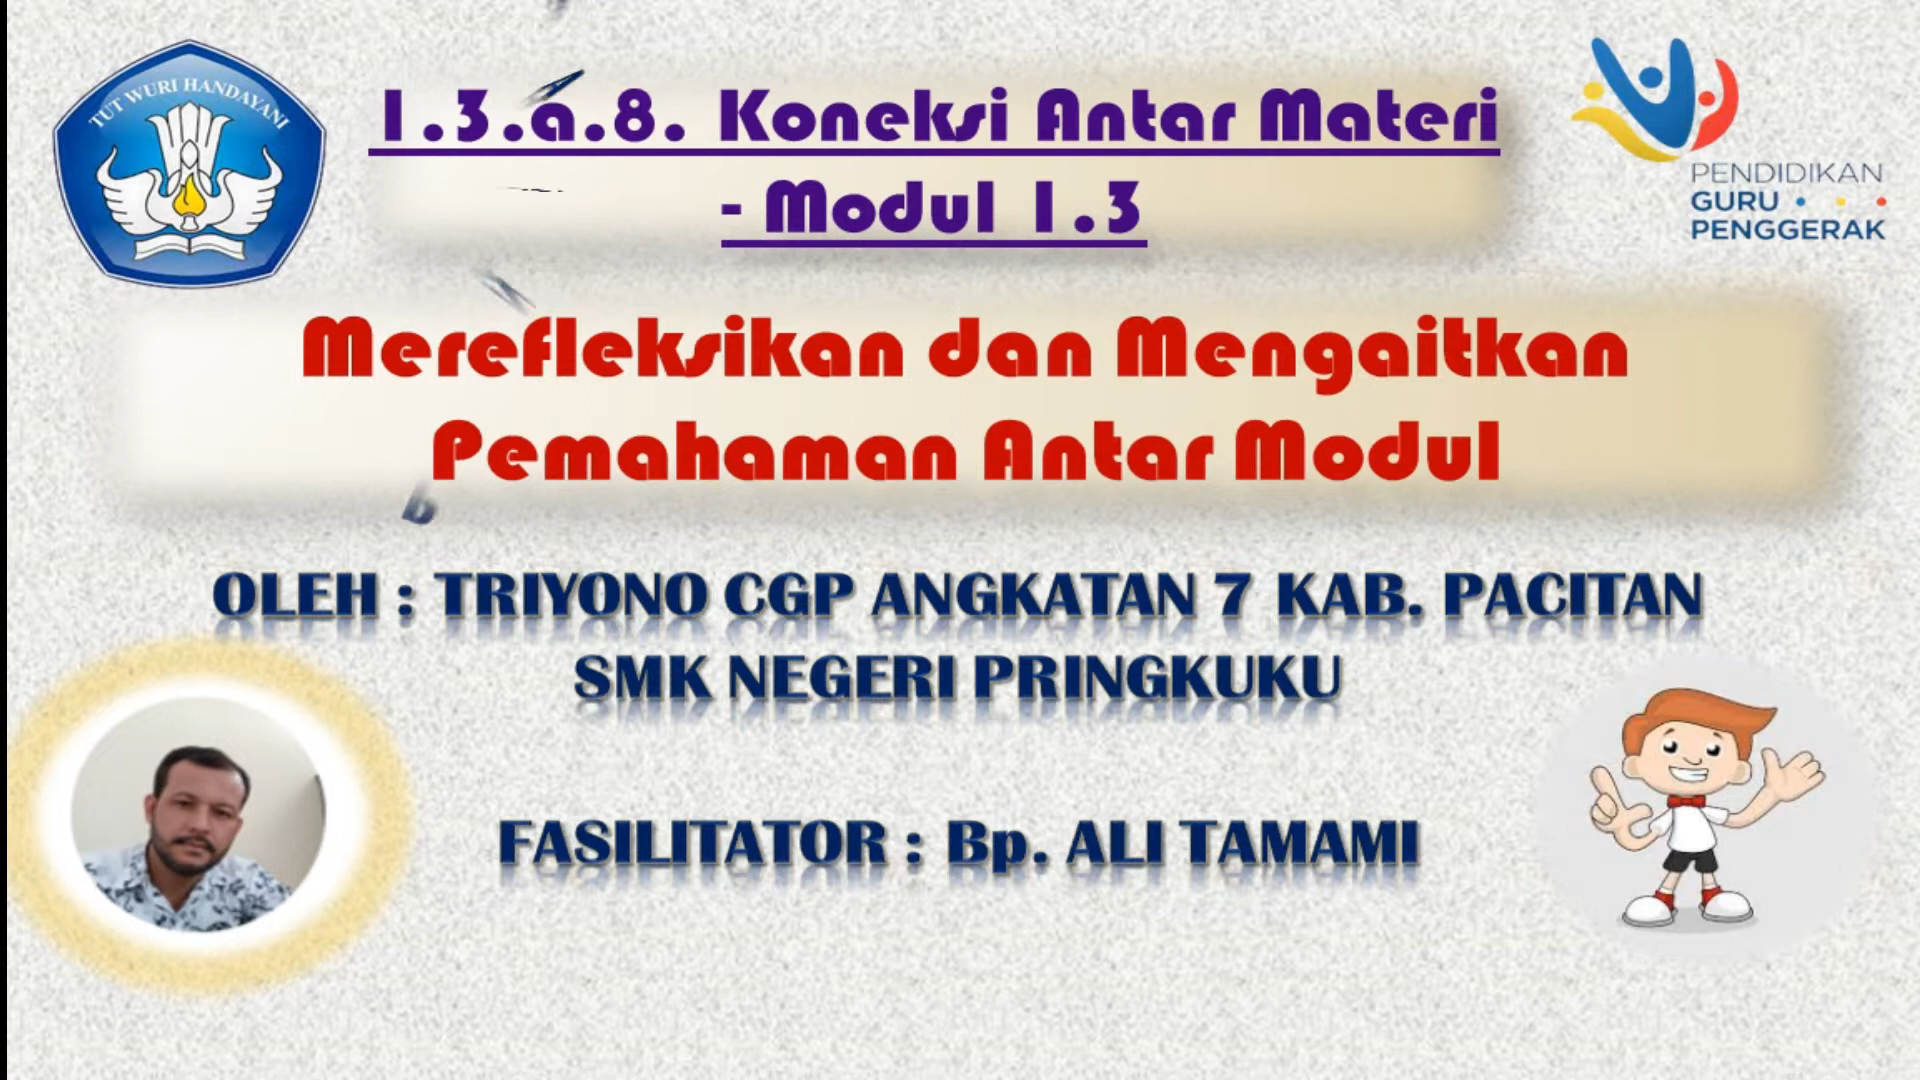 TUT WURI HANDAYANI
1.3.a.8. Koneksi Antar Materi
- Modul 1.3
PENDIDIKAN
GURU
PENGGERAK
Merefleksikan dan Mengaitkan
Pemahaman Antar Modul
OLEH : TRIYONO CGP ANGKATAN 7 KAB. PACITAN
SMK NEGERI PRINGKUKU
FASILITATOR : Bp. ALI TAMAMI